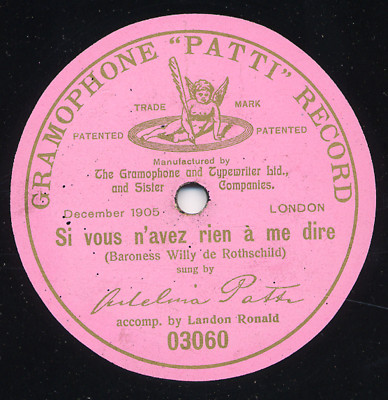 GRAMOPHONE "PATTI" RECORD
TRADE MARK
PATENTED PATENTED
Manufactured by
The Gramophone and Typewriter Ltd.,
and Sister Companies.
December 1905 LONDON
Si vous n'avez rien à me dire
(Baroness Willy de Rothschild)
sung by
Adelina Patti
accomp. by Landon Ronald
03060